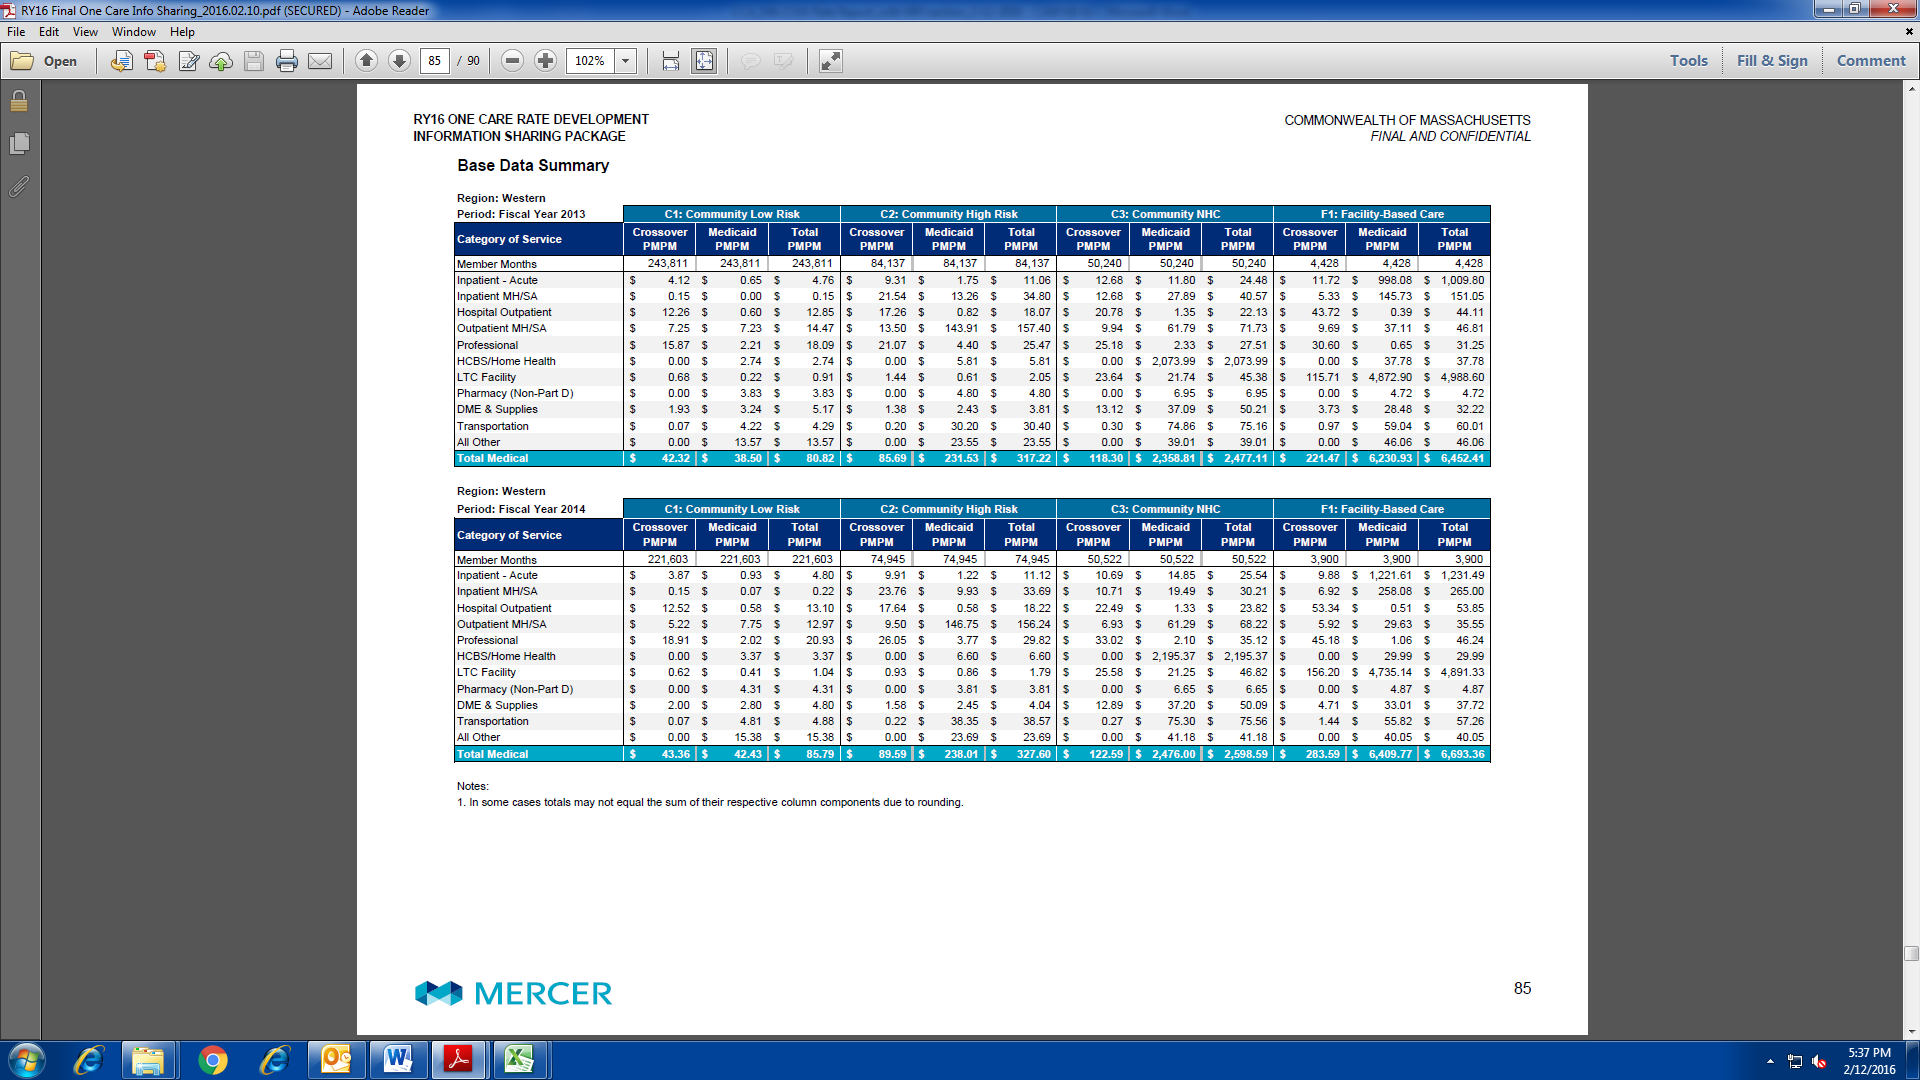 RY16 Final One Care Info Sharing_2016.02.10.pdf (SECURED) - Adobe Reader
File Edit View Window Help
Open 85 / 90 102% Tools Fill & Sign Comment
RY16 ONE CARE RATE DEVELOPMENT COMMONWEALTH OF MASSACHUSETTS
INFORMATION SHARING PACKAGE FINAL AND CONFIDENTIAL
Base Data Summary
Region: Western
Period: Fiscal Year 2013 C1: Community Low Risk C2: Community High Risk C3: Community NHC F1: Facility-Based Care
Category of Service Crossover PMPM Medicaid PMPM Total PMPM Crossover PMPM Medicaid PMPM Total PMPM Crossover PMPM Medicaid PMPM Total PMPM Crossover PMPM Medicaid PMPM Total PMPM
Member Months 243,811 243,811 243,811 84,137 84,137 84,137 50,240 50,240 50,240 4,428 4,428 4,428
Inpatient - Acute $ 4.12 $ 0.65 $ 4.76 $ 9.31 $ 1.75 $ 11.06 $ 12.68 $ 11.80 $ 24.48 $ 11.72 $ 998.08 $ 1,009.80
Inpatient MH/SA $ 0.15 $ 0.00 $ 0.15 $ 21.54 $ 13.26 $ 34.80 $ 12.68 $ 27.89 $ 40.57 $ 5.33 $ 145.73 $ 151.05
Hospital Outpatient $ 12.26 $ 0.60 $ 12.85 $ 17.26 $ 0.82 $ 18.07 $ 20.78 $ 1.35 $ 22.13 $ 43.72 $ 0.39 $ 44.11
Outpatient MH/SA $ 7.25 $ 7.23 $ 14.47 $ 13.50 $ 143.91 $ 157.40 $ 9.94 $ 61.79 $ 71.73 $ 9.69 $ 37.11 $ 46.81
Professional $ 15.87 $ 2.21 $ 18.09 $ 21.07 $ 4.40 $ 25.47 $ 25.18 $ 2.33 $ 27.51 $ 30.60 $ 0.65 $ 31.25
HCBS/Home Health $ 0.00 $ 2.74 $ 2.74 $ 0.00 $ 5.81 $ 5.81 $ 0.00 $ 2,073.99 $ 2,073.99 $ 0.00 $ 37.78 $ 37.78
LTC Facility $ 0.68 $ 0.22 $ 0.91 $ 1.44 $ 0.61 $ 2.05 $ 23.64 $ 21.74 $ 45.38 $ 115.71 $ 4,872.90 $ 4,988.60
Pharmacy (Non-Part D) $ 0.00 $ 3.83 $ 3.83 $ 0.00 $ 4.80 $ 4.80 $ 0.00 $ 6.95 $ 6.95 $ 0.00 $ 4.72 $ 4.72
DME & Supplies $ 1.93 $ 3.24 $ 5.17 $ 1.38 $ 2.43 $ 3.81 $ 13.12 $ 37.09 $ 50.21 $ 3.73 $ 28.48 $ 32.22
Transportation $ 0.07 $ 4.22 $ 4.29 $ 0.20 $ 30.20 $ 30.40 $ 0.30 $ 74.86 $ 75.16 $ 0.97 $ 59.04 $ 60.01
All Other $ 0.00 $ 13.57 $ 13.57 $ 0.00 $ 23.55 $ 23.55 $ 0.00 $ 39.01 $ 39.01 $ 0.00 $ 46.06 $ 46.06
Total Medical $ 42.32 $ 38.50 $ 80.82 $ 85.69 $ 231.53 $ 317.22 $ 118.30 $ 2,358.81 $ 2,477.11 $ 221.47 $ 6,230.93 $ 6,452.41
Region: Western
Period: Fiscal Year 2014 C1: Community Low Risk C2: Community High Risk C3: Community NHC F1: Facility-Based Care
Category of Service Crossover PMPM Medicaid PMPM Total PMPM Crossover PMPM Medicaid PMPM Total PMPM Crossover PMPM Medicaid PMPM Total PMPM Crossover PMPM Medicaid PMPM Total PMPM
Member Months 221,603 221,603 221,603 74,945 74,945 74,945 50,522 50,522 50,522 3,900 3,900 3,900
Inpatient - Acute $ 3.87 $ 0.93 $ 4.80 $ 9.91 $ 1.22 $ 11.12 $ 10.69 $ 14.85 $ 25.54 $ 9.88 $ 1,221.61 $ 1,231.49
Inpatient MH/SA $ 0.15 $ 0.07 $ 0.22 $ 23.76 $ 9.93 $ 33.69 $ 10.71 $ 19.49 $ 30.21 $ 6.92 $ 258.08 $ 265.00
Hospital Outpatient $ 12.52 $ 0.58 $ 13.10 $ 17.64 $ 0.58 $ 18.22 $ 22.49 $ 1.33 $ 23.82 $ 53.34 $ 0.51 $ 53.85
Outpatient MH/SA $ 5.22 $ 7.75 $ 12.97 $ 9.50 $ 146.75 $ 156.24 $ 6.93 $ 61.29 $ 68.22 $ 5.92 $ 29.63 $ 35.55
Professional $ 18.91 $ 2.02 $ 20.93 $ 26.05 $ 3.77 $ 29.82 $ 33.02 $ 2.10 $ 35.12 $ 45.18 $ 1.06 $ 46.24
HCBS/Home Health $ 0.00 $ 3.37 $ 3.37 $ 0.00 $ 6.60 $ 6.60 $ 0.00 $ 2,195.37 $ 2,195.37 $ 0.00 $ 29.99 $ 29.99
LTC Facility $ 0.62 $ 0.41 $ 1.04 $ 0.93 $ 0.86 $ 1.79 $ 25.58 $ 21.25 $ 46.82 $ 156.20 $ 4,735.14 $ 4,891.33
Pharmacy (Non-Part D) $ 0.00 $ 4.31 $ 4.31 $ 0.00 $ 3.81 $ 3.81 $ 0.00 $ 6.65 $ 6.65 $ 0.00 $ 4.87 $ 4.87
DME & Supplies $ 2.00 $ 2.80 $ 4.80 $ 1.58 $ 2.45 $ 4.04 $ 12.89 $ 37.20 $ 50.09 $ 4.71 $ 33.01 $ 37.72
Transportation $ 0.07 $ 4.81 $ 4.88 $ 0.22 $ 38.35 $ 38.57 $ 0.27 $ 75.30 $ 75.56 $ 1.44 $ 55.82 $ 57.26
All Other $ 0.00 $ 15.38 $ 15.38 $ 0.00 $ 23.69 $ 23.69 $ 0.00 $ 41.18 $ 41.18 $ 0.00 $ 40.05 $ 40.05
Total Medical $ 43.36 $ 42.43 $ 85.79 $ 89.59 $ 238.01 $ 327.60 $ 122.59 $ 2,476.00 $ 2,598.59 $ 283.59 $ 6,409.77 $ 6,693.36
Notes:
1. In some cases totals may not equal the sum of their respective column components due to rounding.
MERCER 85
5:37 PM
2/12/2016